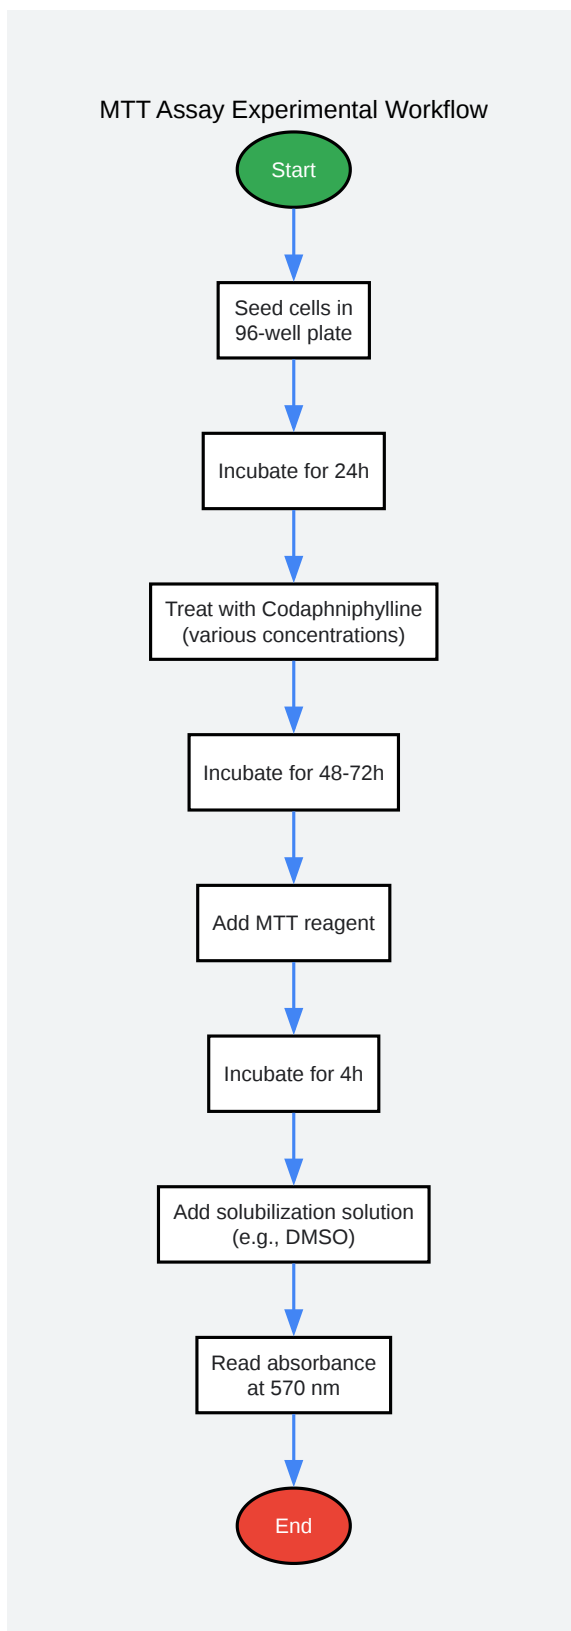 MTT Assay Experimental Workflow
Start
Seed cells in
96-well plate
Incubate for 24h
Treat with Codaphniphylline
(various concentrations)
Incubate for 48-72h
Add MTT reagent
Incubate for 4h
Add solubilization solution
(e.g., DMSO)
Read absorbance
at 570 nm
End